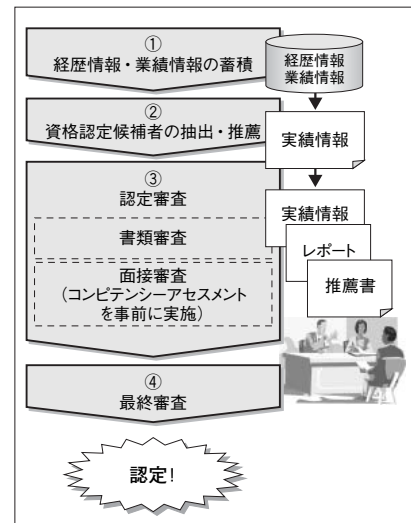 ①
経歴情報・業績情報の蓄積
経歴情報
業績情報
②
資格認定候補者の抽出・推薦
実績情報
③
認定審査
書類審査
面接審査
(コンピテンシーアセスメント
を事前に実施)
実績情報
レポート
推薦書
④
最終審査
認定!